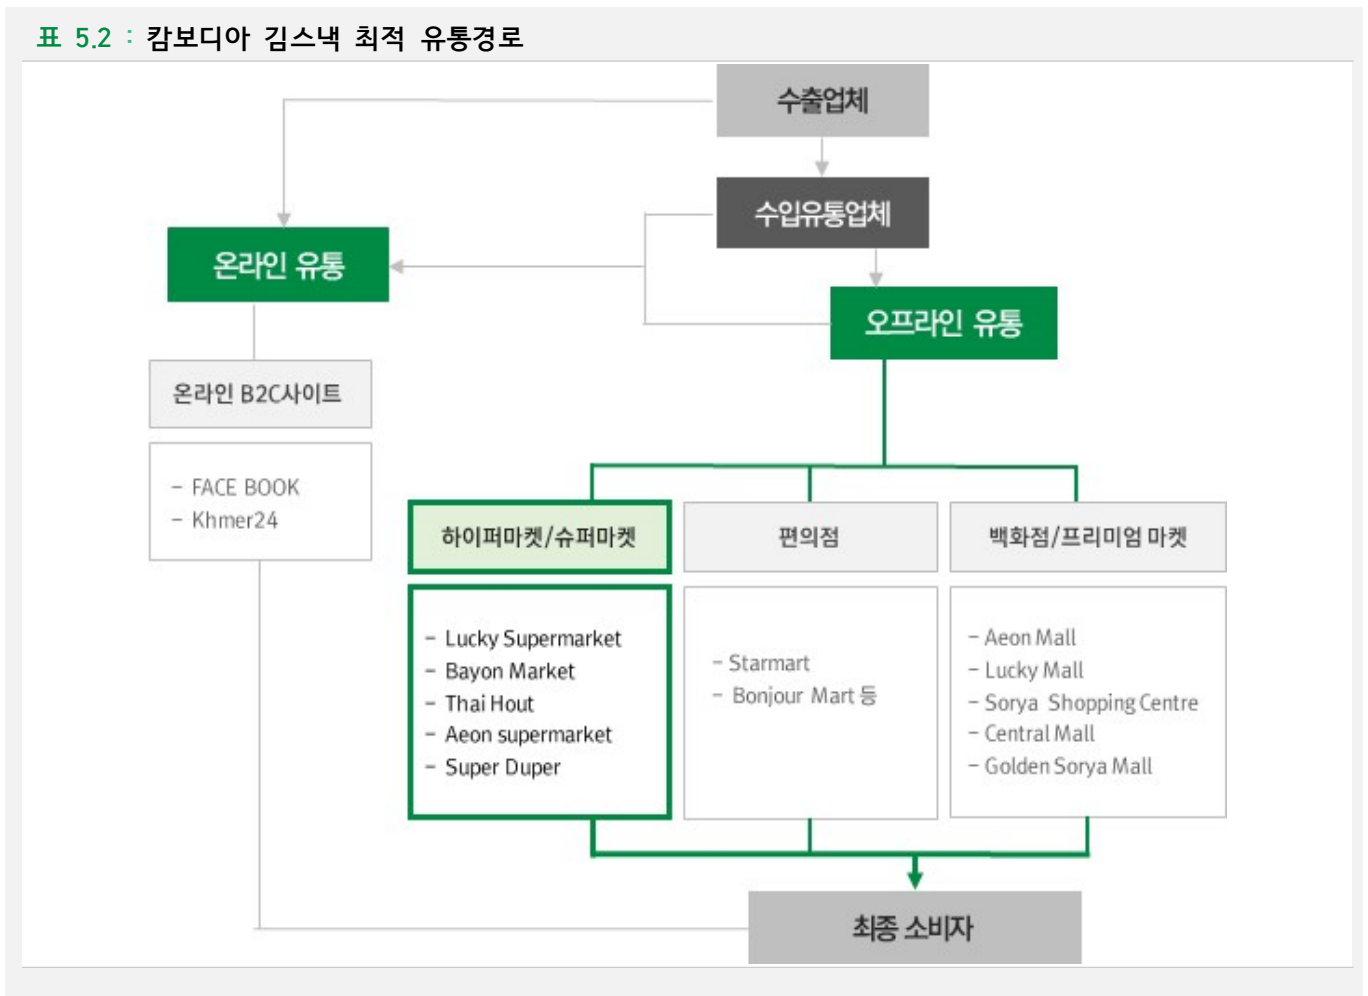 표 5.2 : 캄보디아 김스낵 최적 유통경로
수출업체
수입유통업체
온라인 유통
오프라인 유통
온라인 B2C사이트
- FACE BOOK
- Khmer24
하이퍼마켓/슈퍼마켓
- Lucky Supermarket
- Bayon Market
- Thai Hout
- Aeon supermarket
- Super Duper
편의점
- Starmart
- Bonjour Mart 등
백화점/프리미엄 마켓
- Aeon Mall
- Lucky Mall
- Sorya Shopping Centre
- Central Mall
- Golden Sorya Mall
최종 소비자